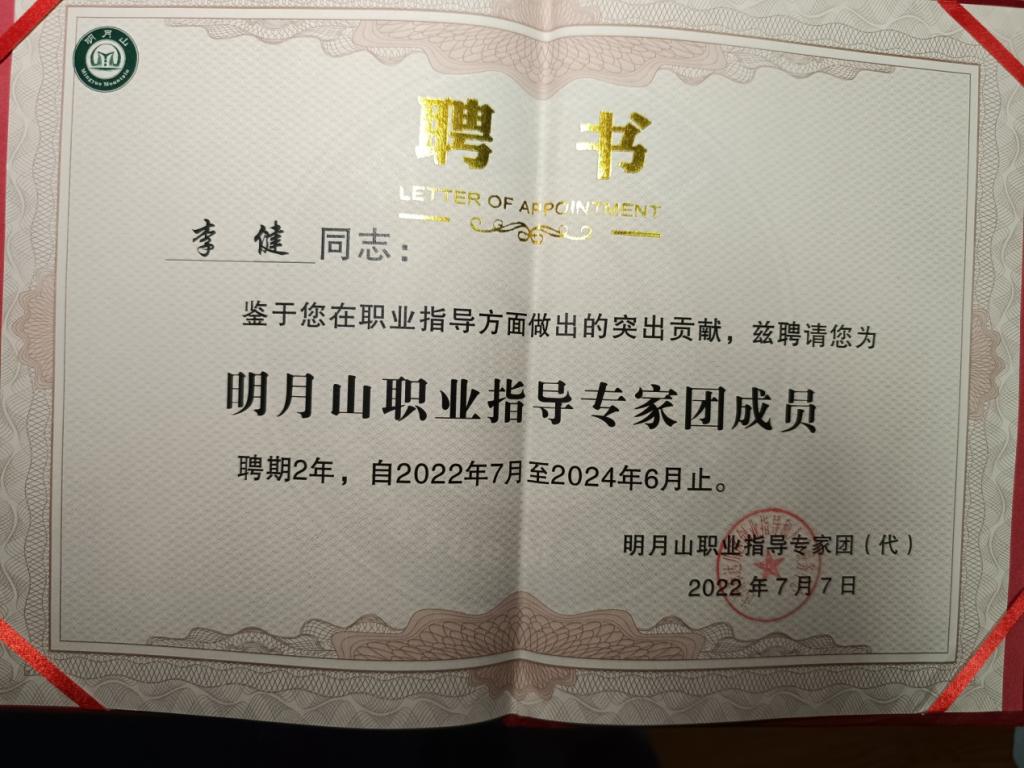 明月山
Mingyue Mountain
聘书
LETTER OF APPOINTMENT
李健 同志：
鉴于您在职业指导方面做出的突出贡献，兹聘请您为
明月山职业指导专家团成员
聘期2年，自2022年7月至2024年6月止。
明月山职业指导专家团（代）
2022年7月7日